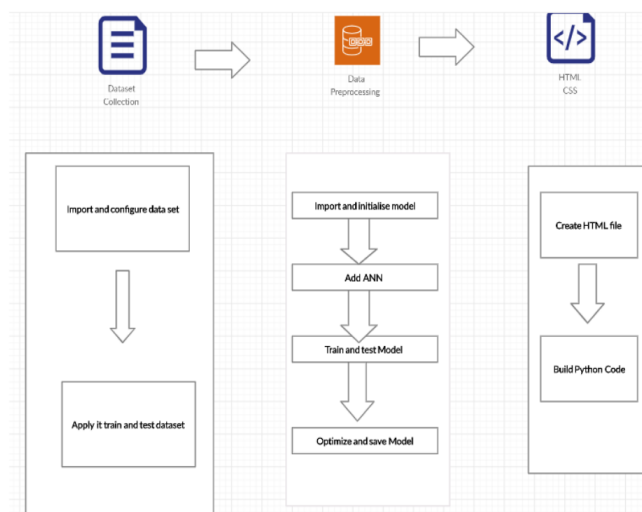 Dataset
Collection
Data
Preprocessing
</>
HTML
CSS
Import and configure data set
Apply it train and test dataset
Import and initialise model
Add ANN
Train and test Model
Optimize and save Model
Create HTML file
Build Python Code